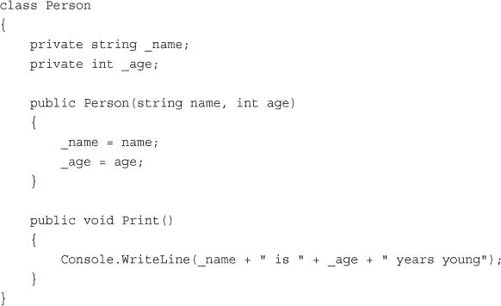 class Person
{
    private string _name;
    private int _age;

    public Person(string name, int age)
    {
        _name = name;
        _age = age;
    }

    public void Print()
    {
        Console.WriteLine(_name + " is " + _age + " years young");
    }
}